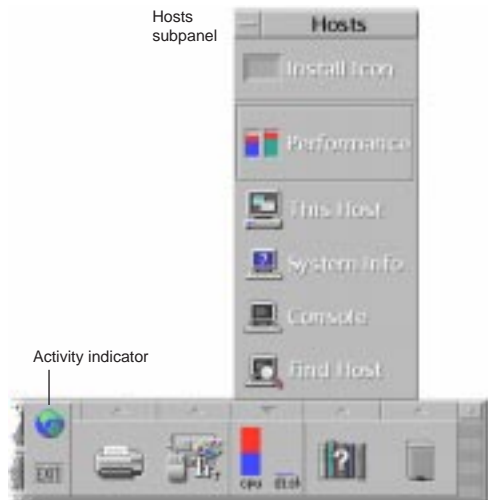 Hosts
subpanel
Hosts
Install Icon
Performance
This Host
System Info
Console
Find Host
Activity indicator
EXIT
?
?
cpu disk